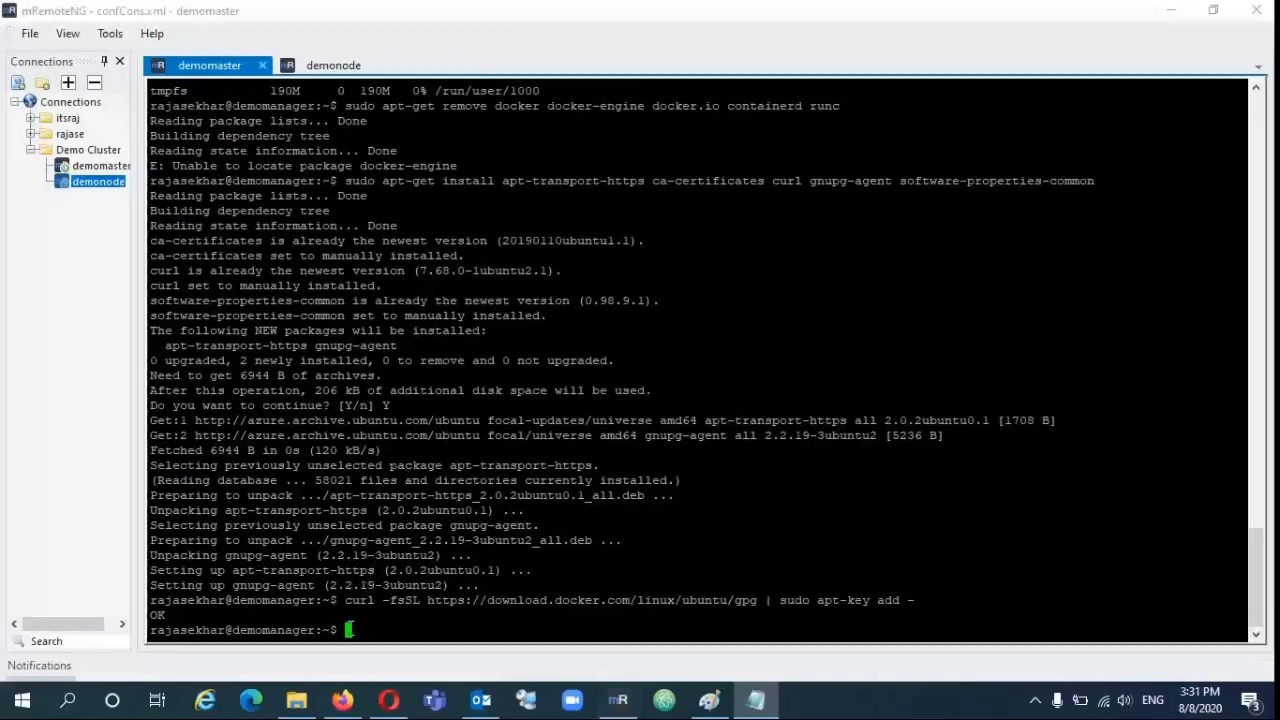 mRemoteNG - confCons.xml - demomaster
File View Tools Help
Connections
demomaster
demonode
Connections
itsraj
rajase
Demo Cluster
demomaster
demonode
tmpfs 190M 0 190M 0% /run/user/1000
rajasekhar@demomanager:~$ sudo apt-get remove docker docker-engine docker.io containerd runc
Reading package lists... Done
Building dependency tree
Reading state information... Done
E: Unable to locate package docker-engine
rajasekhar@demomanager:~$ sudo apt-get install apt-transport-https ca-certificates curl gnupg-agent software-properties-common
Reading package lists... Done
Building dependency tree
Reading state information... Done
ca-certificates is already the newest version (20190110ubuntu1.1).
ca-certificates set to manually installed.
curl is already the newest version (7.68.0-1ubuntu2.1).
curl set to manually installed.
software-properties-common is already the newest version (0.98.9.1).
software-properties-common set to manually installed.
The following NEW packages will be installed:
apt-transport-https gnupg-agent
0 upgraded, 2 newly installed, 0 to remove and 0 not upgraded.
Need to get 6944 B of archives.
After this operation, 206 kB of additional disk space will be used.
Do you want to continue? [Y/n] Y
Get:1 http://azure.archive.ubuntu.com/ubuntu focal-updates/universe amd64 apt-transport-https all 2.0.2ubuntu0.1 [1708 B]
Get:2 http://azure.archive.ubuntu.com/ubuntu focal/universe amd64 gnupg-agent all 2.2.19-3ubuntu2 [5236 B]
Fetched 6944 B in 0s (120 kB/s)
Selecting previously unselected package apt-transport-https.
(Reading database ... 58021 files and directories currently installed.)
Preparing to unpack .../apt-transport-https_2.0.2ubuntu0.1_all.deb ...
Unpacking apt-transport-https (2.0.2ubuntu0.1) ...
Selecting previously unselected package gnupg-agent.
Preparing to unpack .../gnupg-agent_2.2.19-3ubuntu2_all.deb ...
Unpacking gnupg-agent (2.2.19-3ubuntu2) ...
Setting up apt-transport-https (2.0.2ubuntu0.1) ...
Setting up gnupg-agent (2.2.19-3ubuntu2) ...
rajasekhar@demomanager:~$ curl -fsSL https://download.docker.com/linux/ubuntu/gpg | sudo apt-key add -
OK
rajasekhar@demomanager:~$
Search
Notifications
ENG
3:31 PM
8/8/2020
3